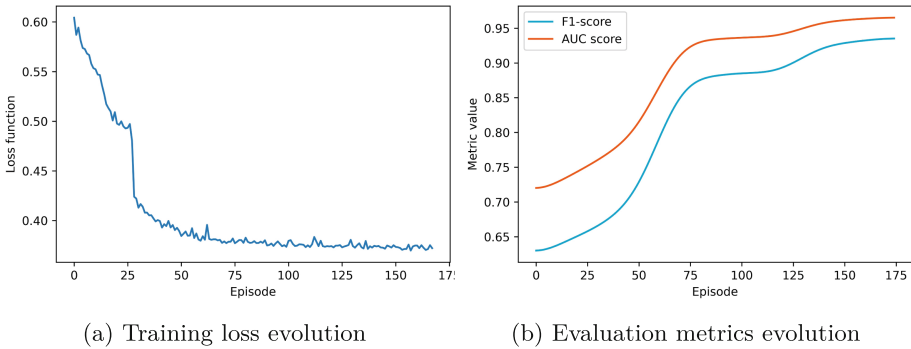 0.60
0.55
0.50
0.45
0.40
Loss function
0 25 50 75 100 125 150 17
Episode
(a) Training loss evolution
F1-score
AUC score
0.95
0.90
0.85
0.80
0.75
0.70
0.65
Metric value
0 25 50 75 100 125 150 175
Episode
(b) Evaluation metrics evolution